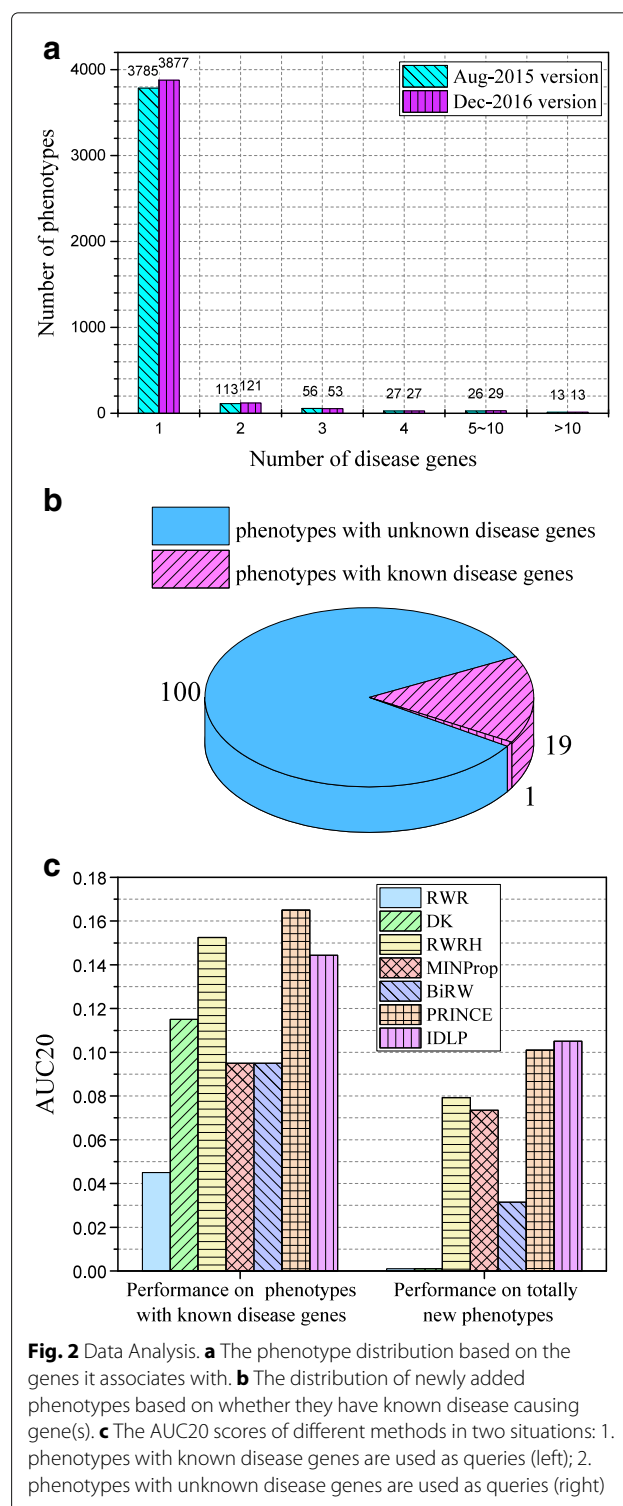 a
3785
3877
Aug-2015 version
Dec-2016 version
4000
3000
2000
1000
0
Number of phenotypes
113
121
56
53
27
27
26
29
13
13
1
2
3
4
5~10
>10
Number of disease genes
b
phenotypes with unknown disease genes
phenotypes with known disease genes
100
19
1
c
0.18
0.16
0.14
0.12
0.10
0.08
0.06
0.04
0.02
0.00
AUC20
RWR
DK
RWRH
MINProp
BiRW
PRINCE
IDLP
Performance on phenotypes
with known disease genes
Performance on totally
new phenotypes
Fig. 2 Data Analysis. a The phenotype distribution based on the
genes it associates with. b The distribution of newly added
phenotypes based on whether they have known disease causing
gene(s). c The AUC20 scores of different methods in two situations: 1.
phenotypes with known disease genes are used as queries (left); 2.
phenotypes with unknown disease genes are used as queries (right)